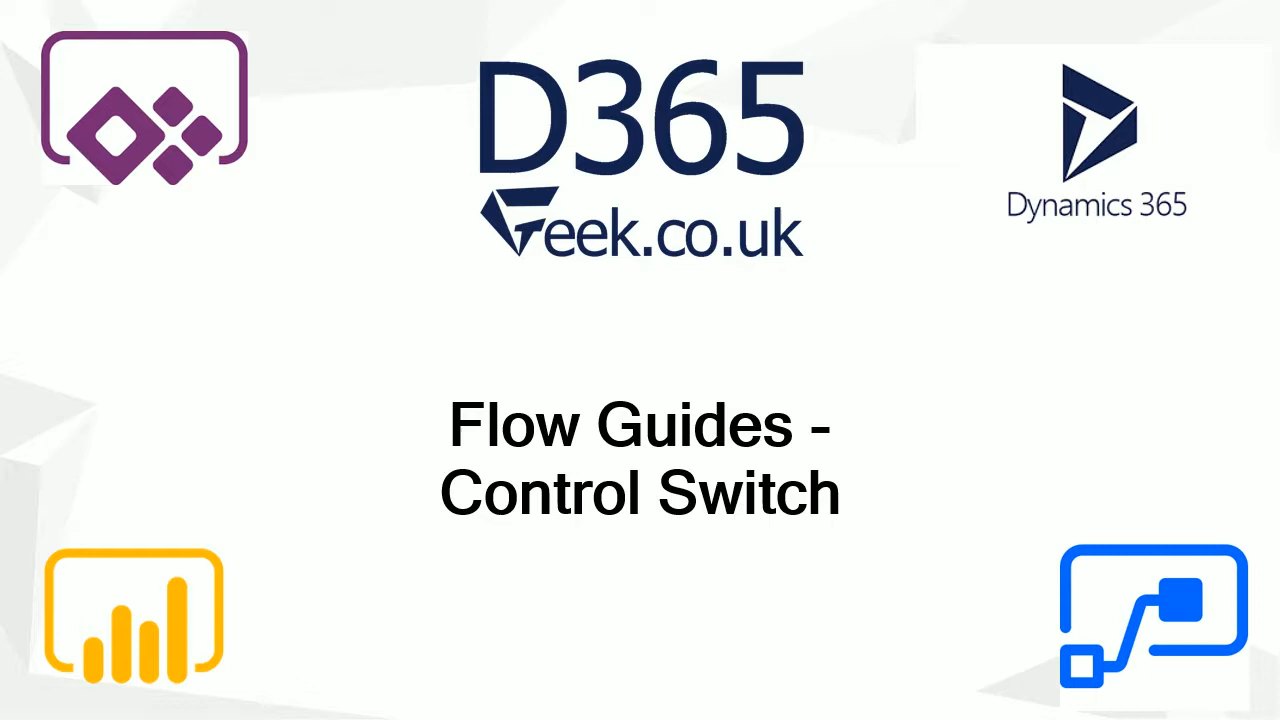 D365
Geek.co.uk
Dynamics 365
Flow Guides -
Control Switch